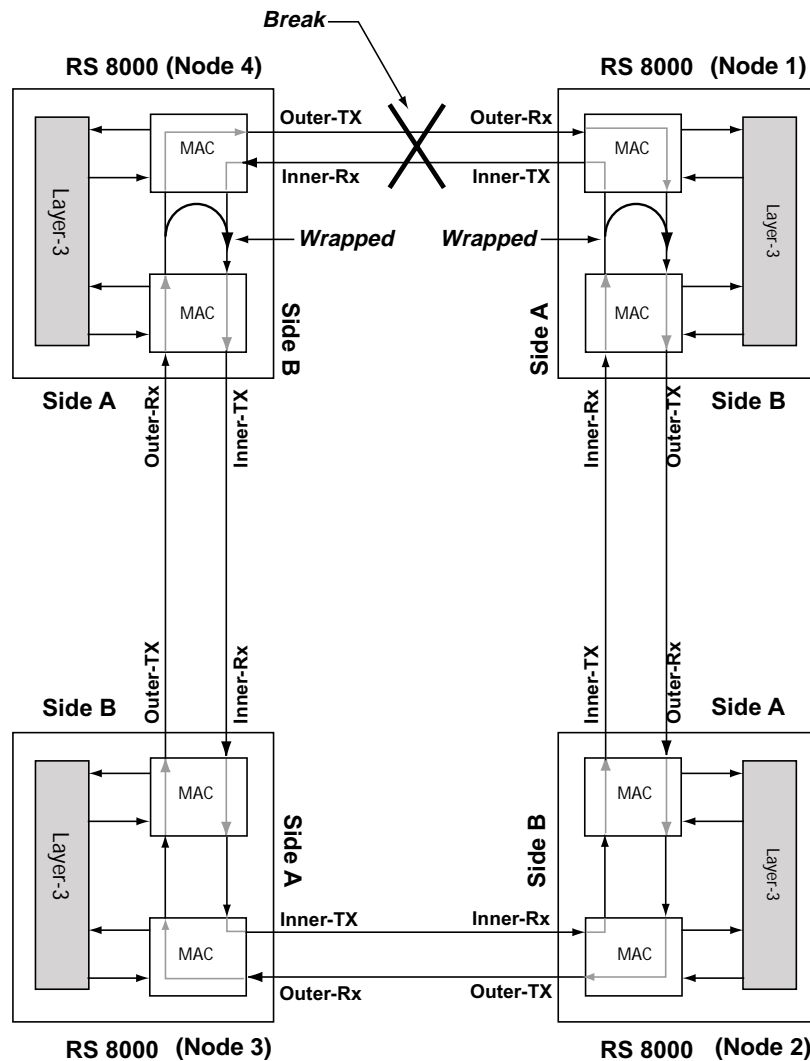 Break
RS 8000 (Node 4)
RS 8000 (Node 1)
Outer-TX
Outer-Rx
MAC
MAC
Inner-Rx
Inner-TX
Layer-3
Layer-3
Wrapped
Wrapped
MAC
MAC
Side B
Side A
Side A
Side B
Outer-Rx
Inner-TX
Inner-Rx
Outer-TX
Outer-TX
Inner-Rx
Inner-TX
Outer-Rx
Side B
Side A
MAC
MAC
Layer-3
Layer-3
Side A
Side B
Inner-TX
Inner-Rx
MAC
MAC
Outer-Rx
Outer-TX
RS 8000 (Node 3)
RS 8000 (Node 2)